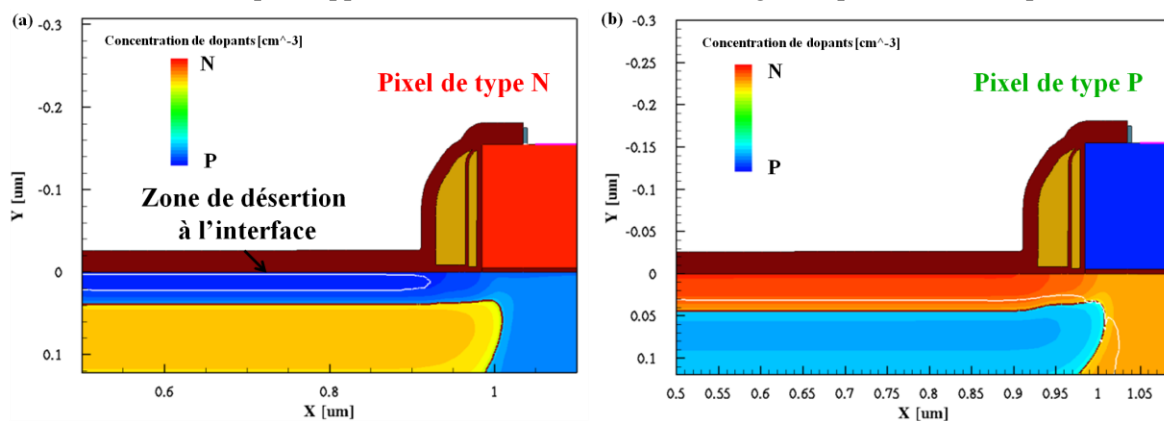 (a)
Concentration de dopants [cm^-3]
N
P
Pixel de type N
Zone de désertion
à l’interface
Y [um]
-0.3
-0.2
-0.1
0
0.1
0.6
0.8
1
X [um]
(b)
Concentration de dopants [cm^-3]
N
P
Pixel de type P
Y [um]
-0.3
-0.25
-0.2
-0.15
-0.1
-0.05
0
0.05
0.1
0.5 0.55 0.6 0.65 0.7 0.75 0.8 0.85 0.9 0.95 1 1.05
X [um]